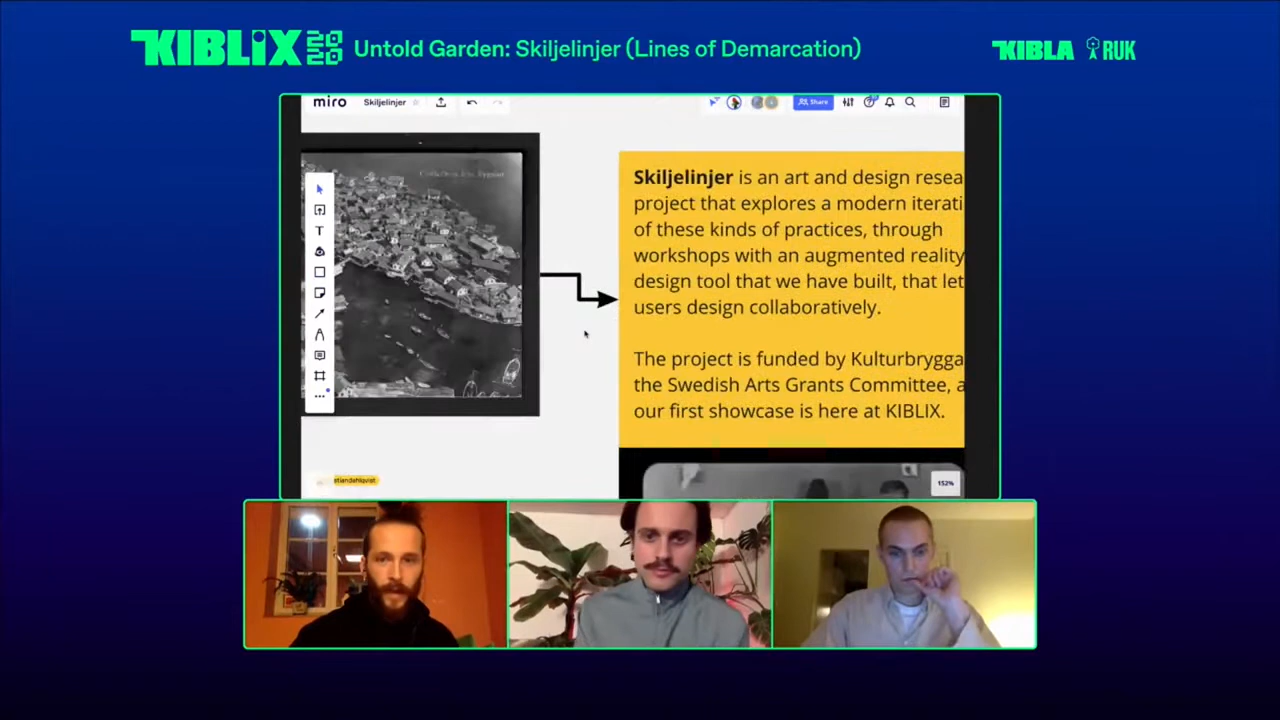 KIBLIX 2020 Untold Garden: Skiljelinjer (Lines of Demarcation) KIBLA RUK
miro Skiljelinjer Share
Skiljelinjer is an art and design resea
project that explores a modern iterati
of these kinds of practices, through
workshops with an augmented reality
design tool that we have built, that let
users design collaboratively.
The project is funded by Kulturbrygga
the Swedish Arts Grants Committee, a
our first showcase is here at KIBLIX.
stiandahlqvist
152%